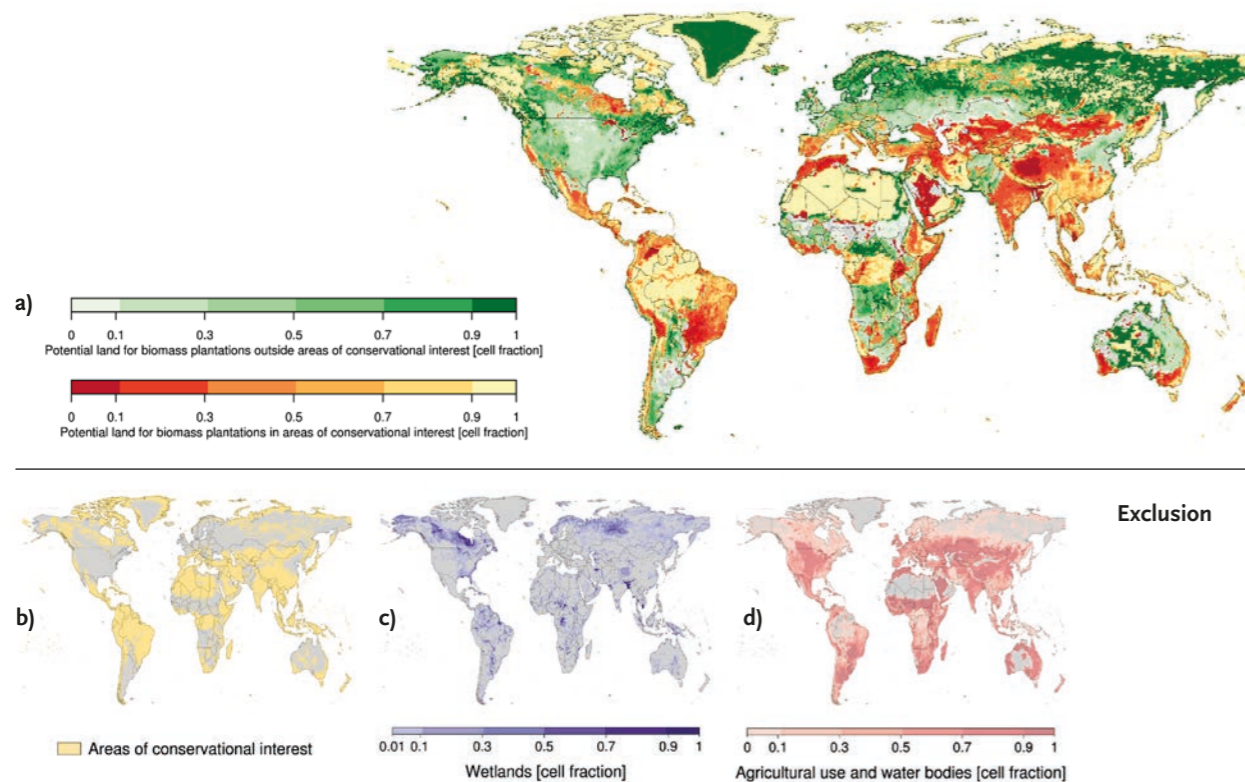 a)
0 0.1 0.3 0.5 0.7 0.9 1
Potential land for biomass plantations outside areas of conservational interest [cell fraction]
0 0.1 0.3 0.5 0.7 0.9 1
Potential land for biomass plantations in areas of conservational interest [cell fraction]
Exclusion
b)
c)
d)
Areas of conservational interest
0.01 0.1 0.3 0.5 0.7 0.9 1
Wetlands [cell fraction]
0 0.1 0.3 0.5 0.7 0.9 1
Agricultural use and water bodies [cell fraction]